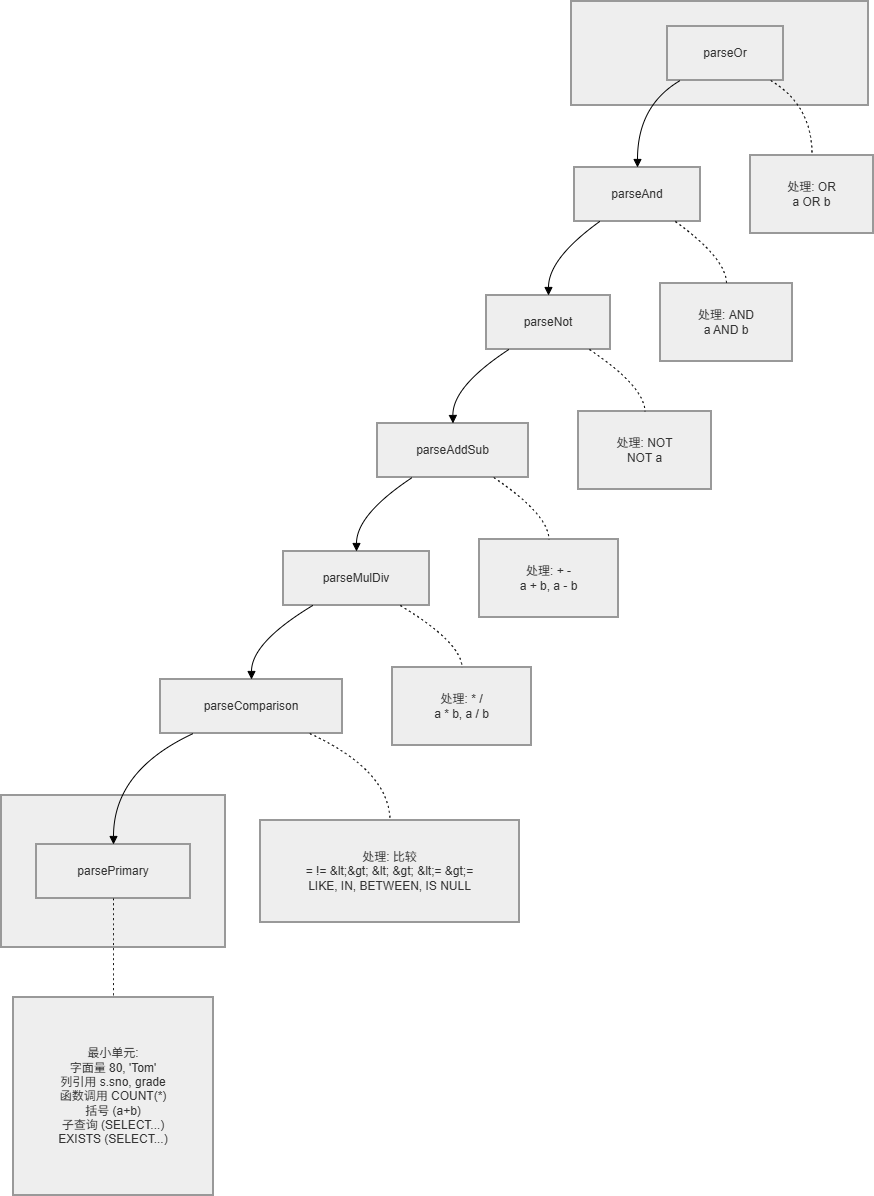 parseOr
处理: OR
a OR b
parseAnd
处理: AND
a AND b
parseNot
处理: NOT
NOT a
parseAddSub
处理: + -
a + b, a - b
parseMulDiv
处理: * /
a * b, a / b
parseComparison
处理: 比较
= != &lt;&gt; &lt; &gt; &lt;= &gt;=
LIKE, IN, BETWEEN, IS NULL
parsePrimary
最小单元:
字面量 80, 'Tom'
列引用 s.sno, grade
函数调用 COUNT(*)
括号 (a+b)
子查询 (SELECT...)
EXISTS (SELECT...)